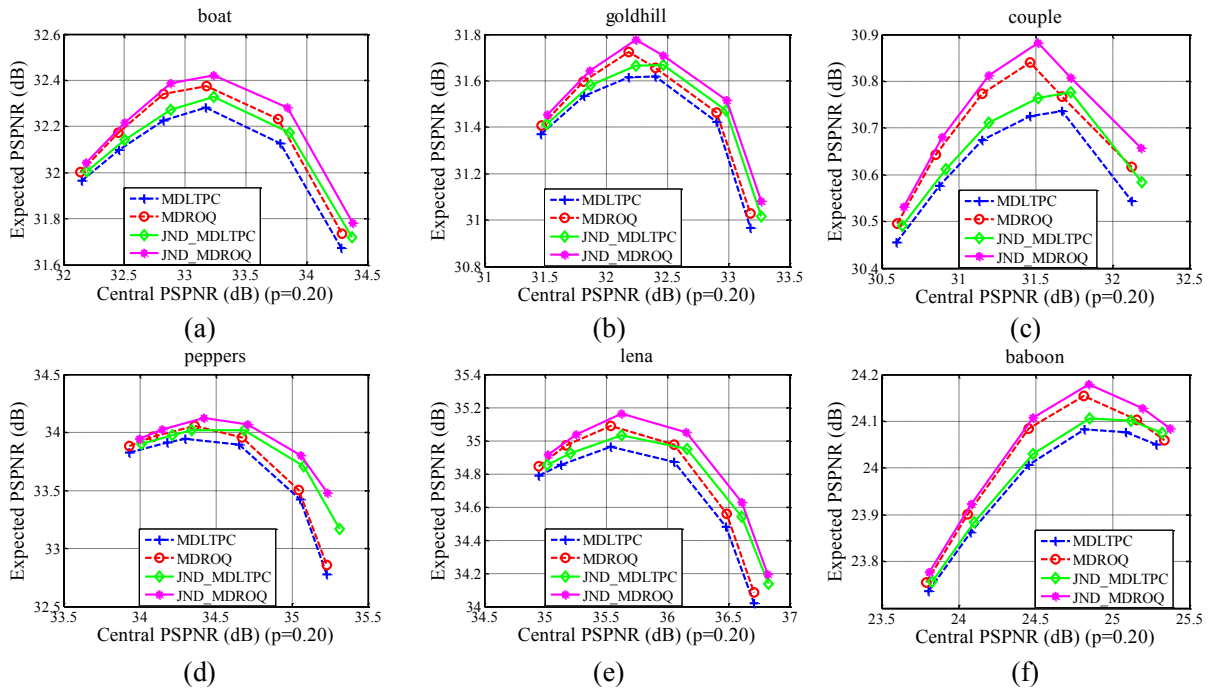 boat
Expected PSPNR (dB)
32.6
32.4
32.2
32
31.8
31.6
MDLTPC
MDROQ
JND_MDLTPC
JND_MDROQ
32
32.5
33
33.5
34
34.5
Central PSPNR (dB) (p=0.20)
(a)
goldhill
Expected PSPNR (dB)
31.8
31.6
31.4
31.2
31
30.8
MDLTPC
MDROQ
JND_MDLTPC
JND_MDROQ
31
31.5
32
32.5
33
33.5
Central PSPNR (dB) (p=0.20)
(b)
couple
Expected PSPNR (dB)
30.9
30.8
30.7
30.6
30.5
30.4
MDLTPC
MDROQ
JND_MDLTPC
JND_MDROQ
30.5
31
31.5
32
32.5
Central PSPNR (dB) (p=0.20)
(c)
peppers
Expected PSPNR (dB)
34.5
34
33.5
33
32.5
MDLTPC
MDROQ
JND_MDLTPC
JND_MDROQ
33.5
34
34.5
35
35.5
Central PSPNR (dB) (p=0.20)
(d)
lena
Expected PSPNR (dB)
35.4
35.2
35
34.8
34.6
34.4
34.2
34
MDLTPC
MDROQ
JND_MDLTPC
JND_MDROQ
34.5
35
35.5
36
36.5
37
Central PSPNR (dB) (p=0.20)
(e)
baboon
Expected PSPNR (dB)
24.2
24.1
24
23.9
23.8
MDLTPC
MDROQ
JND_MDLTPC
JND_MDROQ
23.5
24
24.5
25
25.5
Central PSPNR (dB) (p=0.20)
(f)